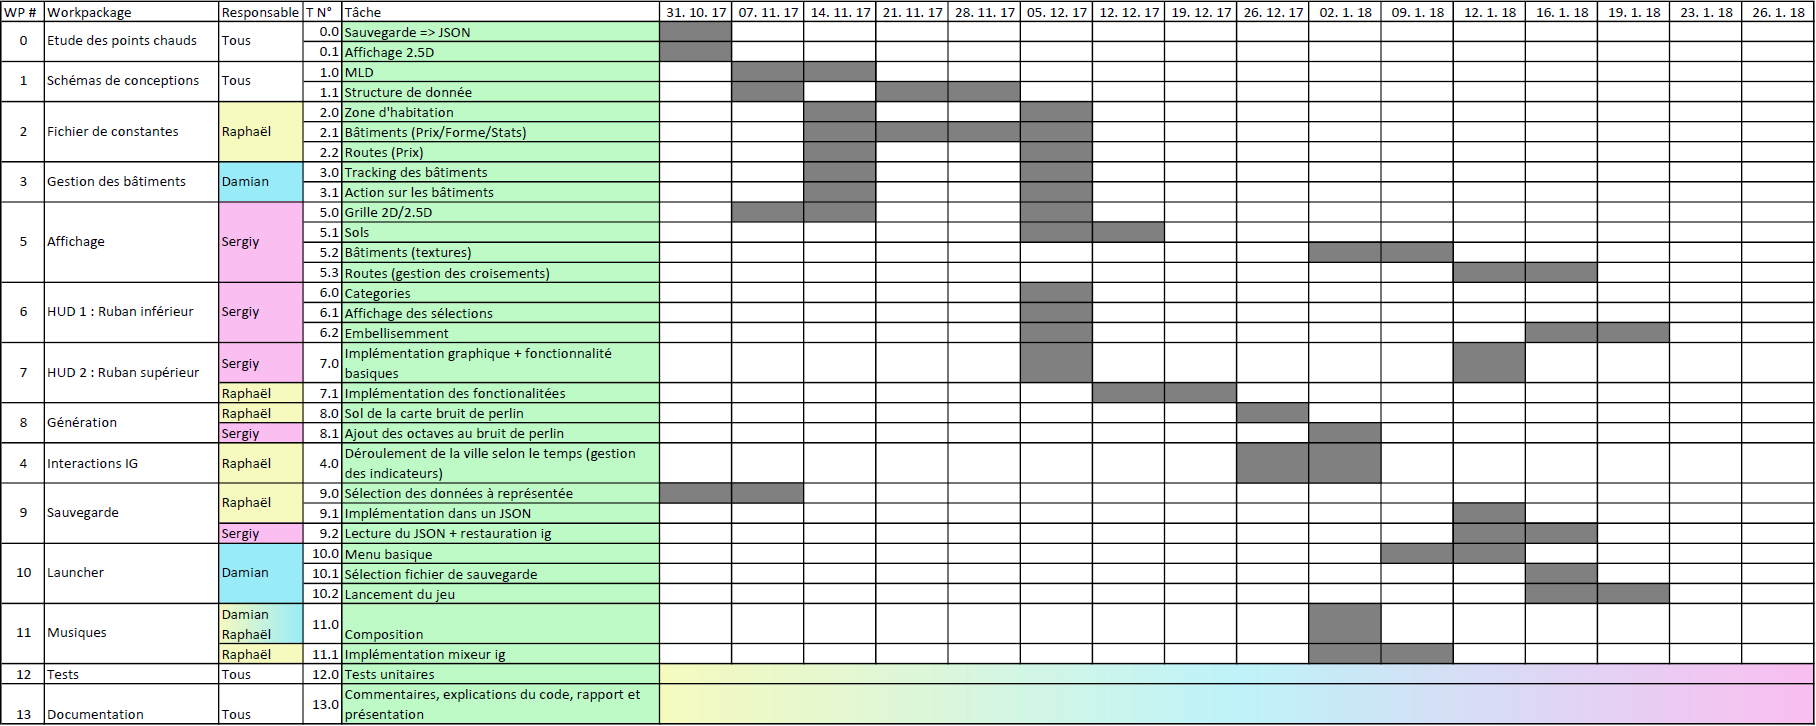 WP # Workpackage Responsable T N° Tâche 31. 10. 17 07. 11. 17 14. 11. 17 21. 11. 17 28. 11. 17 05. 12. 17 12. 12. 17 19. 12. 17 26. 12. 17 02. 1. 18 09. 1. 18 12. 1. 18 16. 1. 18 19. 1. 18 23. 1. 18 26. 1. 18
0 Etude des points chauds Tous 0.0 Sauvegarde => JSON
0.1 Affichage 2.5D
1 Schémas de conceptions Tous 1.0 MLD
1.1 Structure de donnée
2 Fichier de constantes Raphaël 2.0 Zone d'habitation
2.1 Bâtiments (Prix/Forme/Stats)
2.2 Routes (Prix)
3 Gestion des bâtiments Damian 3.0 Tracking des bâtiments
3.1 Action sur les bâtiments
5 Affichage Sergiy 5.0 Grille 2D/2.5D
5.1 Sols
5.2 Bâtiments (textures)
5.3 Routes (gestion des croisements)
6 HUD 1 : Ruban inférieur Sergiy 6.0 Categories
6.1 Affichage des sélections
6.2 Embellisemment
7 HUD 2 : Ruban supérieur Sergiy 7.0 Implémentation graphique + fonctionnalité
basiques
Raphaël 7.1 Implémentation des fonctionalitées
8 Génération Raphaël 8.0 Sol de la carte bruit de perlin
Sergiy 8.1 Ajout des octaves au bruit de perlin
4 Interactions IG Raphaël 4.0 Déroulement de la ville selon le temps (gestion
des indicateurs)
9 Sauvegarde Raphaël 9.0 Sélection des données à représentée
9.1 Implémentation dans un JSON
Sergiy 9.2 Lecture du JSON + restauration ig
10 Launcher Damian 10.0 Menu basique
10.1 Sélection fichier de sauvegarde
10.2 Lancement du jeu
11 Musiques Damian
Raphaël 11.0 Composition
Raphaël 11.1 Implémentation mixeur ig
12 Tests Tous 12.0 Tests unitaires
13 Documentation Tous 13.0 Commentaires, explications du code, rapport et
présentation